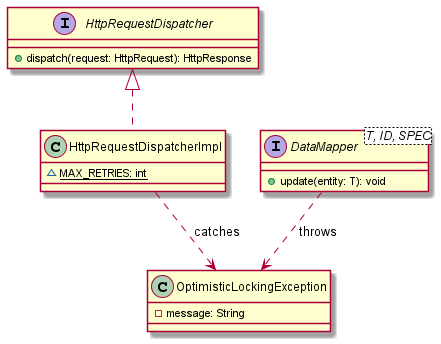 I HttpRequestDispatcher
dispatch(request: HttpRequest): HttpResponse
C HttpRequestDispatcherImpl
MAX_RETRIES: int
I DataMapper
T, ID, SPEC
update(entity: T): void
catches
throws
C OptimisticLockingException
message: String